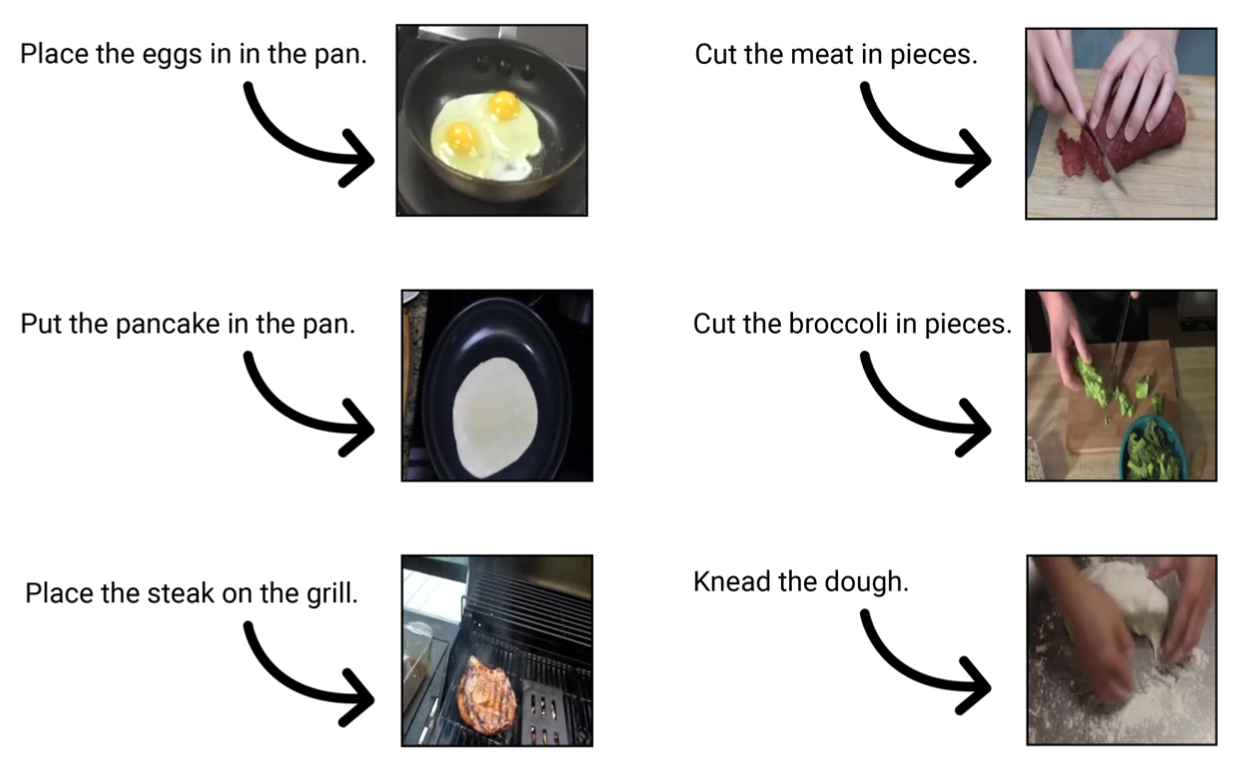 Place the eggs in in the pan.
Cut the meat in pieces.
Put the pancake in the pan.
Cut the broccoli in pieces.
Place the steak on the grill.
Knead the dough.